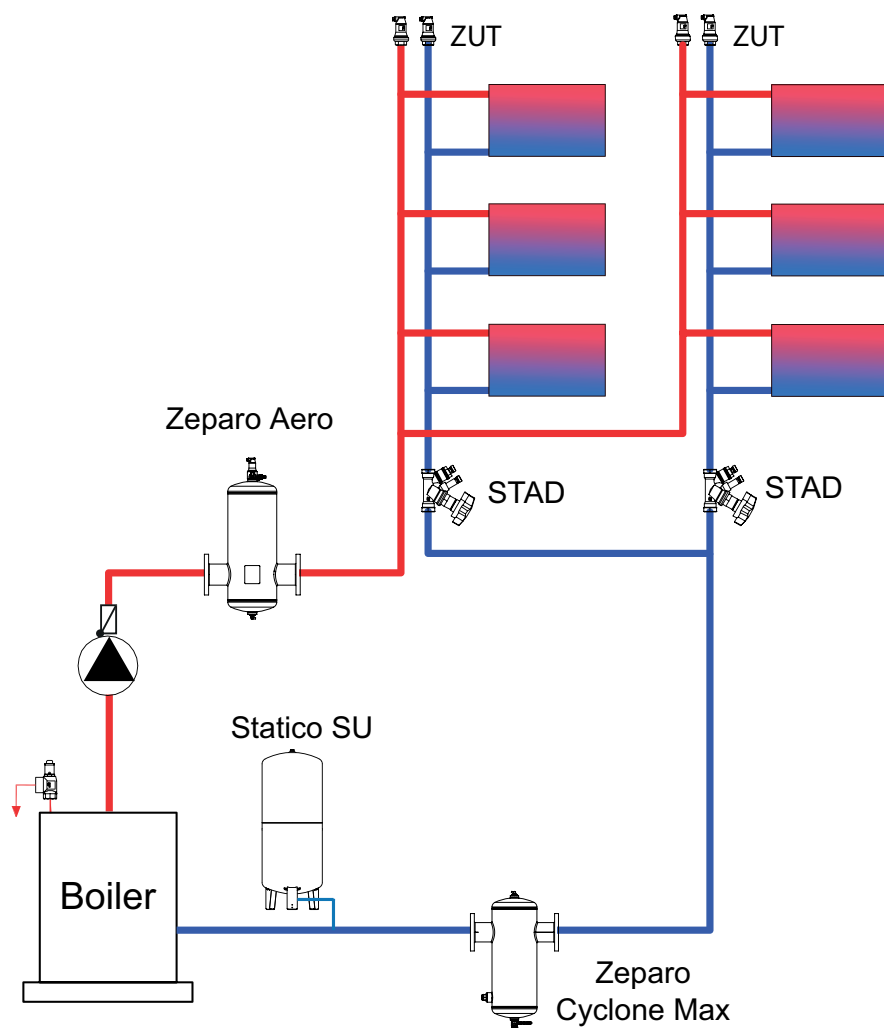 ZUT
ZUT
Zeparo Aero
STAD
STAD
Statico SU
Boiler
Zeparo
Cyclone Max